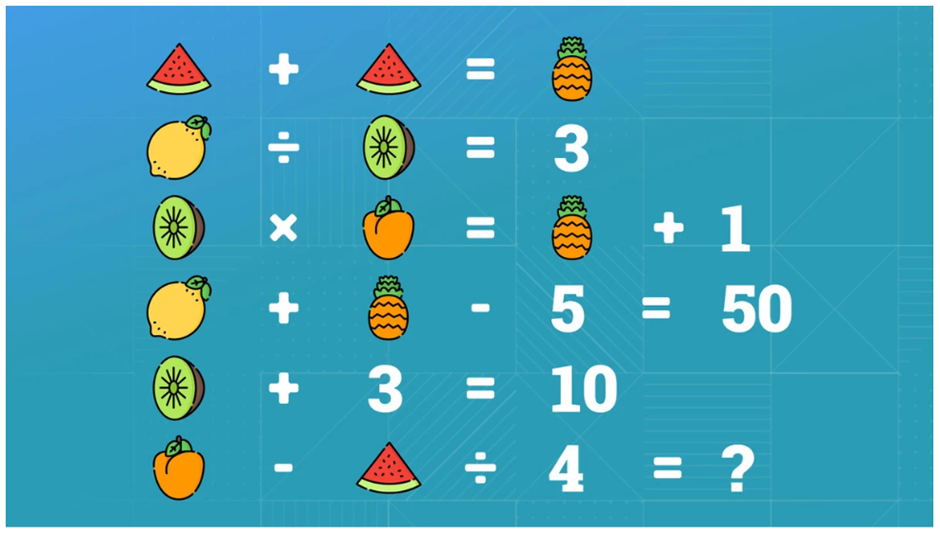 + =
÷ = 3
× = + 1
+ - 5 = 50
+ 3 = 10
- ÷ 4 = ?